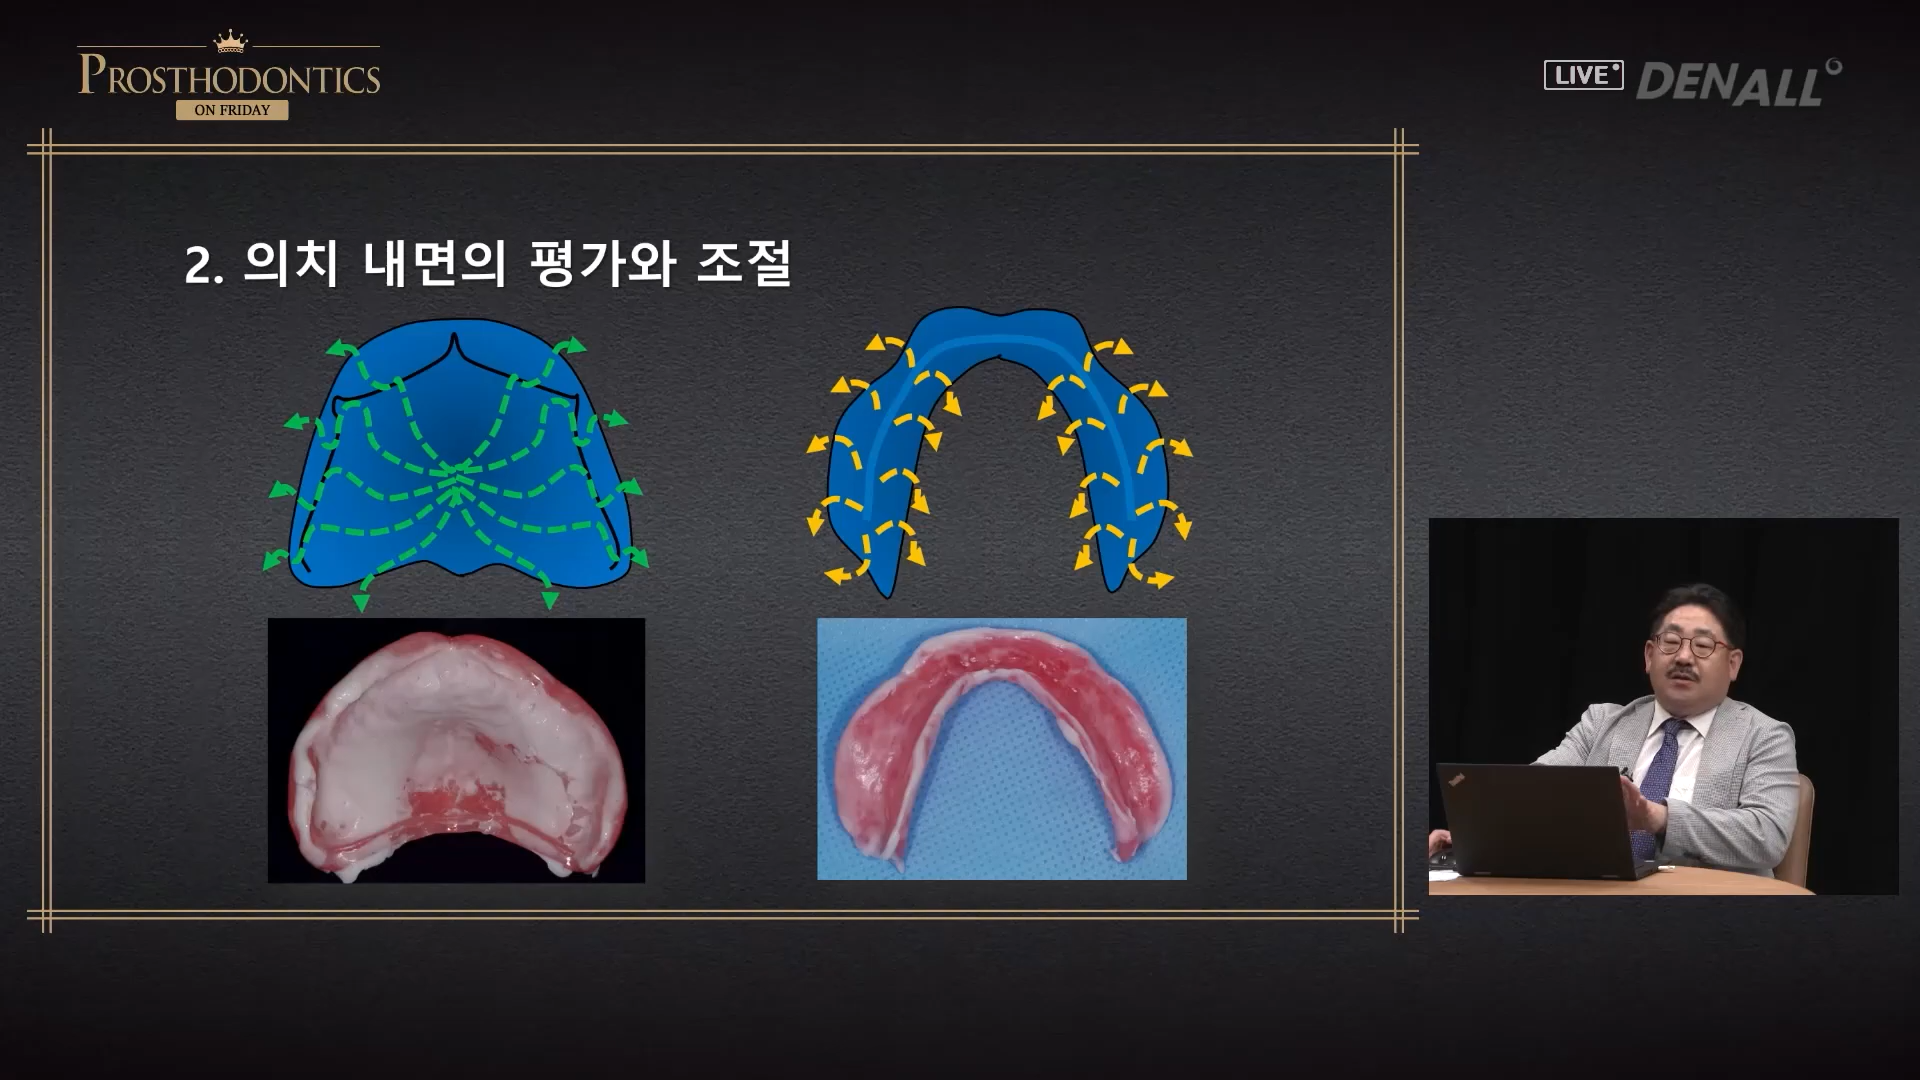 PROSTHODONTICS
ON FRIDAY
LIVE
DENALL
2. 의치 내면의 평가와 조절